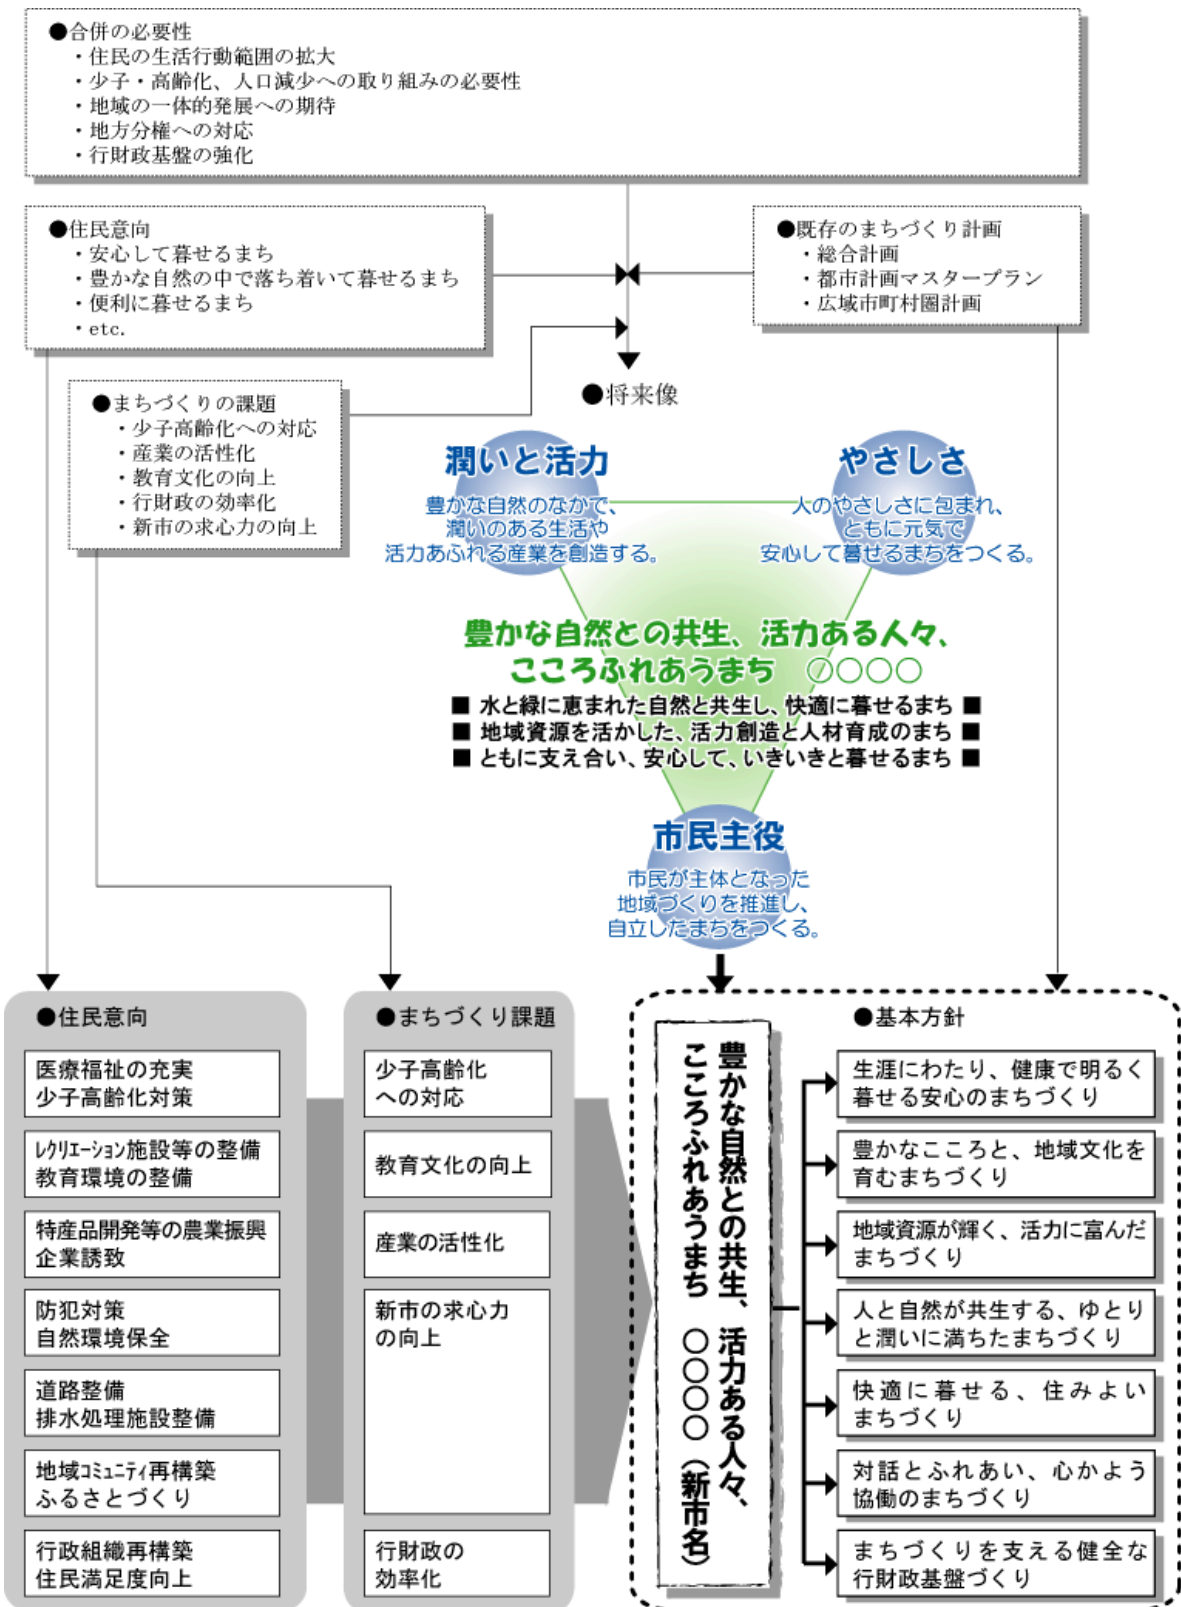 ●合併の必要性
・住民の生活行動範囲の拡大
・少子・高齢化、人口減少への取り組みの必要性
・地域の一体的発展への期待
・地方分権への対応
・行財政基盤の強化
●住民意向
・安心して暮せるまち
・豊かな自然の中で落ち着いて暮せるまち
・便利に暮せるまち
・etc.
●既存のまちづくり計画
・総合計画
・都市計画マスタープラン
・広域市町村圏計画
●まちづくりの課題
・少子高齢化への対応
・産業の活性化
・教育文化の向上
・行財政の効率化
・新市の求心力の向上
●将来像
潤いと活力
豊かな自然のなかで、
潤いのある生活や
活力あふれる産業を創造する。
やさしさ
人のやさしさに包まれ、
ともに元気で
安心して暮せるまちをつくる。
豊かな自然との共生、活力ある人々、
こころふれあうまち　○○○○
■ 水と緑に恵まれた自然と共生し、快適に暮せるまち ■
■ 地域資源を活かした、活力創造と人材育成のまち ■
■ ともに支え合い、安心して、いきいきと暮せるまち ■
市民主役
市民が主体となった
地域づくりを推進し、
自立したまちをつくる。
●住民意向
医療福祉の充実
少子高齢化対策
ﾚｸﾘｴｰｼｮﾝ施設等の整備
教育環境の整備
特産品開発等の農業振興
企業誘致
防犯対策
自然環境保全
道路整備
排水処理施設整備
地域ｺﾐｭﾆﾃｨ再構築
ふるさとづくり
行政組織再構築
住民満足度向上
●まちづくり課題
少子高齢化
への対応
教育文化の向上
産業の活性化
新市の求心力
の向上
行財政の
効率化
豊かな自然との共生、活力ある人々、
こころふれあうまち　○○○○（新市名）
●基本方針
生涯にわたり、健康で明るく
暮せる安心のまちづくり
豊かなこころと、地域文化を
育むまちづくり
地域資源が輝く、活力に富んだ
まちづくり
人と自然が共生する、ゆとり
と潤いに満ちたまちづくり
快適に暮せる、住みよい
まちづくり
対話とふれあい、心かよう
協働のまちづくり
まちづくりを支える健全な
行財政基盤づくり